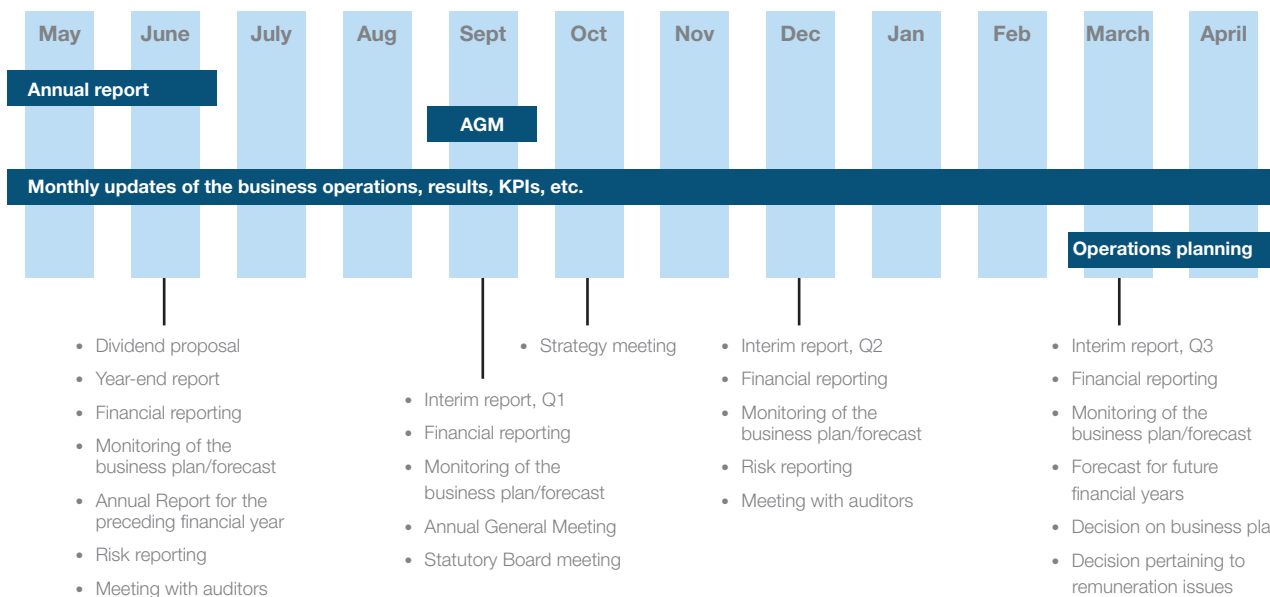 May June July Aug Sept Oct Nov Dec Jan Feb March April
Annual report
AGM
Monthly updates of the business operations, results, KPIs, etc.
Operations planning
• Dividend proposal
• Year-end report
• Financial reporting
• Monitoring of the
business plan/forecast
• Annual Report for the
preceding financial year
• Risk reporting
• Meeting with auditors
• Interim report, Q1
• Financial reporting
• Monitoring of the
business plan/forecast
• Annual General Meeting
• Statutory Board meeting
• Strategy meeting
• Interim report, Q2
• Financial reporting
• Monitoring of the
business plan/forecast
• Risk reporting
• Meeting with auditors
• Interim report, Q3
• Financial reporting
• Monitoring of the
business plan/forecast
• Forecast for future
financial years
• Decision on business pla
• Decision pertaining to
remuneration issues